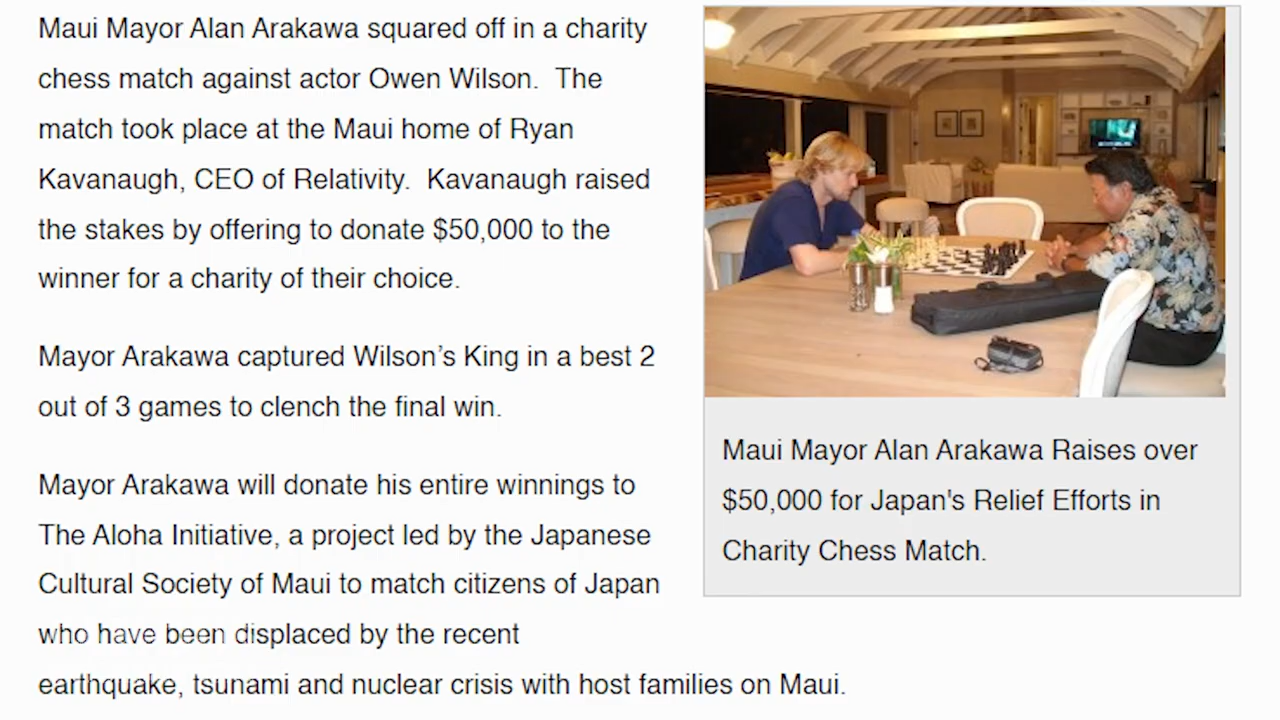 Maui Mayor Alan Arakawa squared off in a charity
chess match against actor Owen Wilson.  The
match took place at the Maui home of Ryan
Kavanaugh, CEO of Relativity.  Kavanaugh raised
the stakes by offering to donate $50,000 to the
winner for a charity of their choice.
Mayor Arakawa captured Wilson’s King in a best 2
out of 3 games to clench the final win.
Mayor Arakawa will donate his entire winnings to
The Aloha Initiative, a project led by the Japanese
Cultural Society of Maui to match citizens of Japan
who have been displaced by the recent
earthquake, tsunami and nuclear crisis with host families on Maui.
Maui Mayor Alan Arakawa Raises over
$50,000 for Japan's Relief Efforts in
Charity Chess Match.